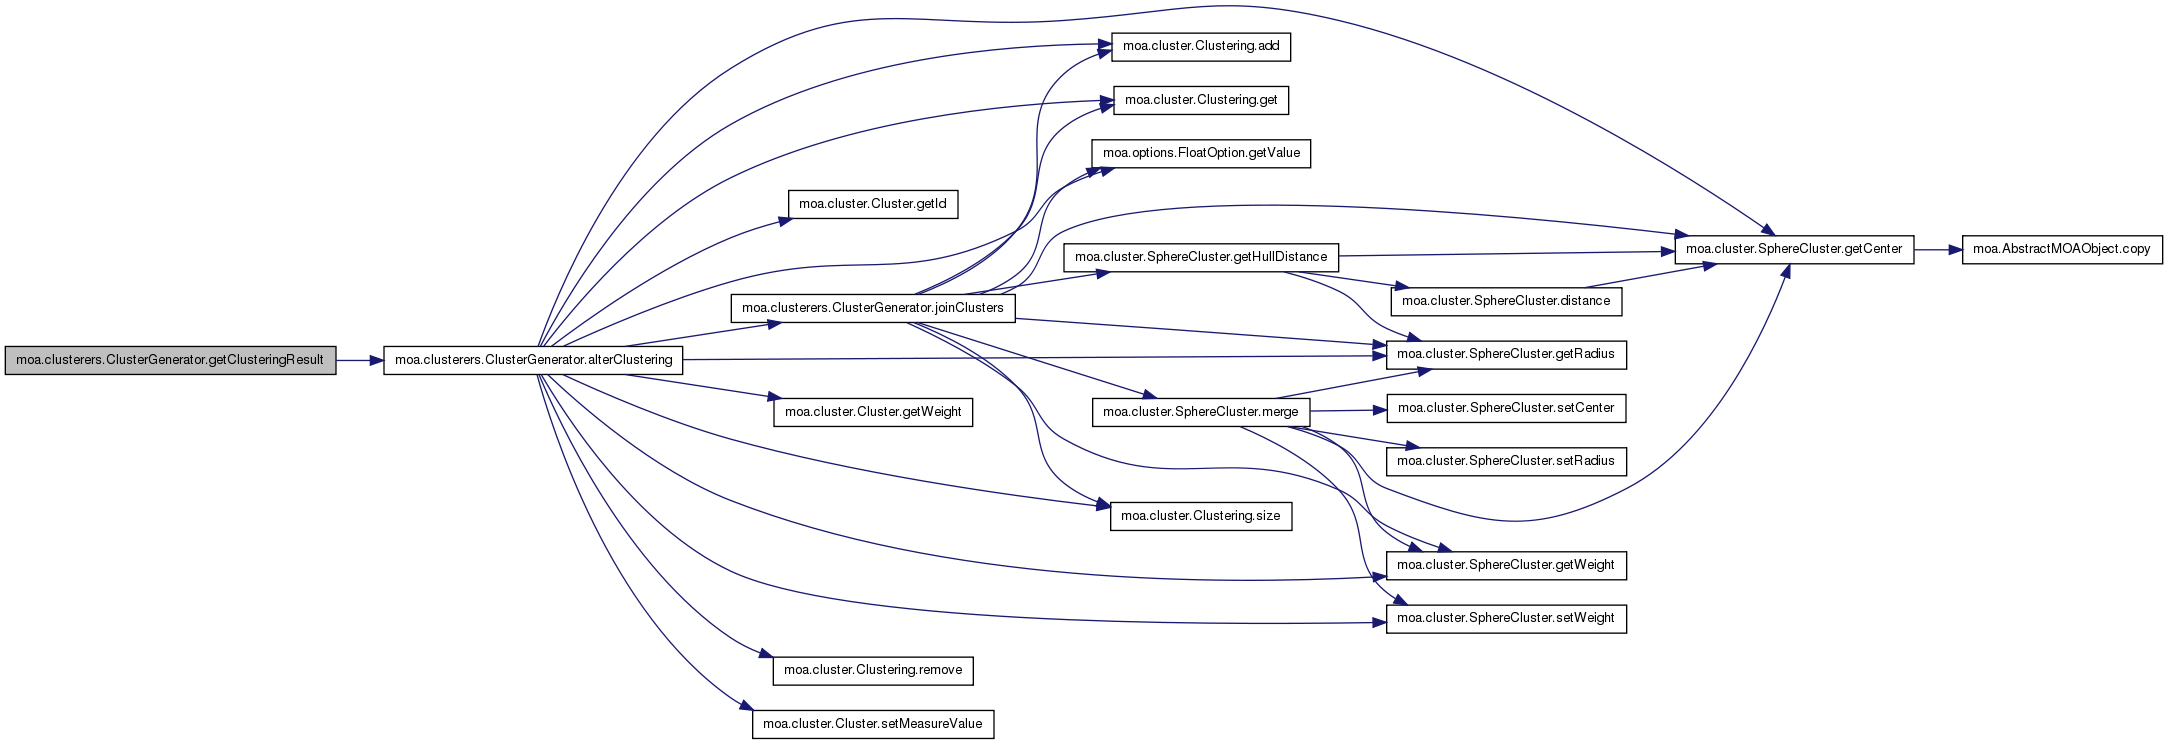 moa.clusterers.ClusterGenerator.getClusteringResult
moa.clusterers.ClusterGenerator.alterClustering
moa.cluster.Cluster.getId
moa.clusterers.ClusterGenerator.joinClusters
moa.cluster.Cluster.getWeight
moa.cluster.Clustering.remove
moa.cluster.Cluster.setMeasureValue
moa.cluster.Clustering.add
moa.cluster.Clustering.get
moa.options.FloatOption.getValue
moa.cluster.SphereCluster.getHullDistance
moa.cluster.SphereCluster.merge
moa.cluster.Clustering.size
moa.cluster.SphereCluster.distance
moa.cluster.SphereCluster.getRadius
moa.cluster.SphereCluster.setCenter
moa.cluster.SphereCluster.setRadius
moa.cluster.SphereCluster.getWeight
moa.cluster.SphereCluster.setWeight
moa.cluster.SphereCluster.getCenter
moa.AbstractMOAObject.copy